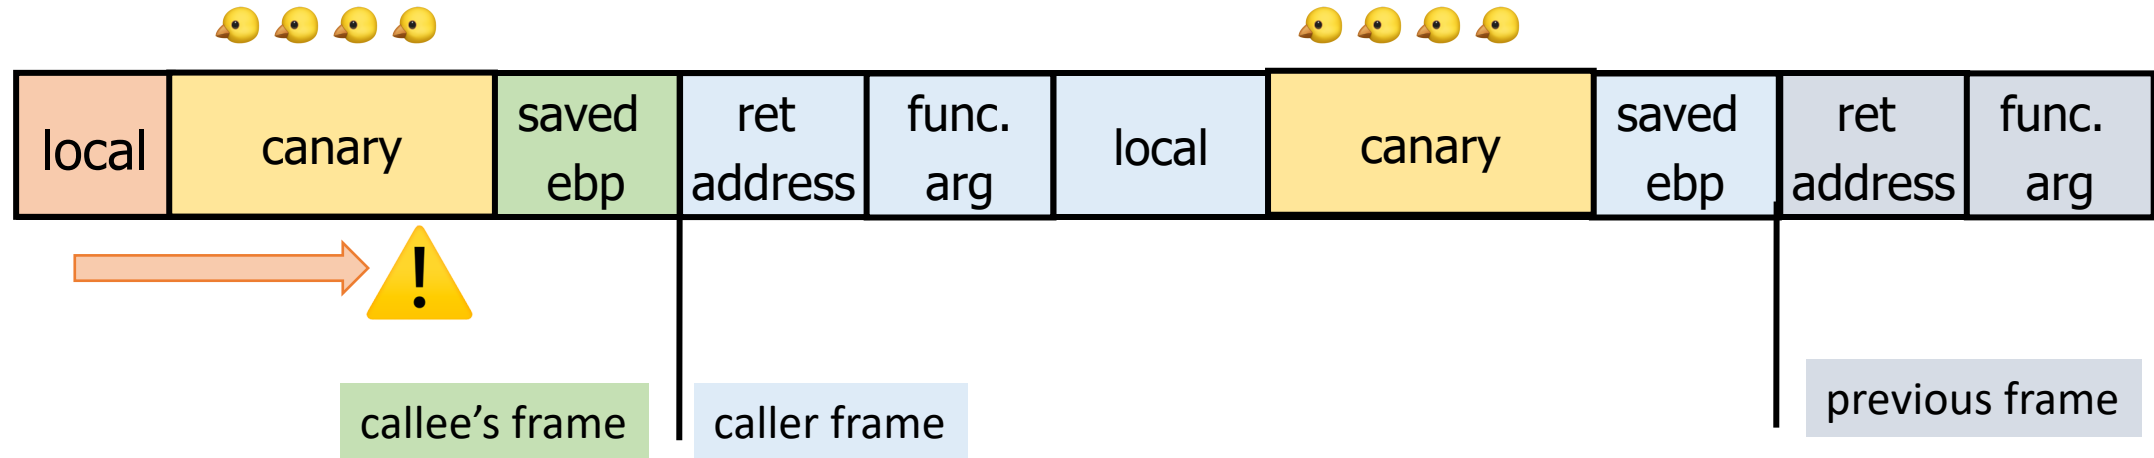 local
canary
saved
ebp
ret
address
func.
arg
local
canary
saved
ebp
ret
address
func.
arg
callee’s frame
caller frame
previous frame